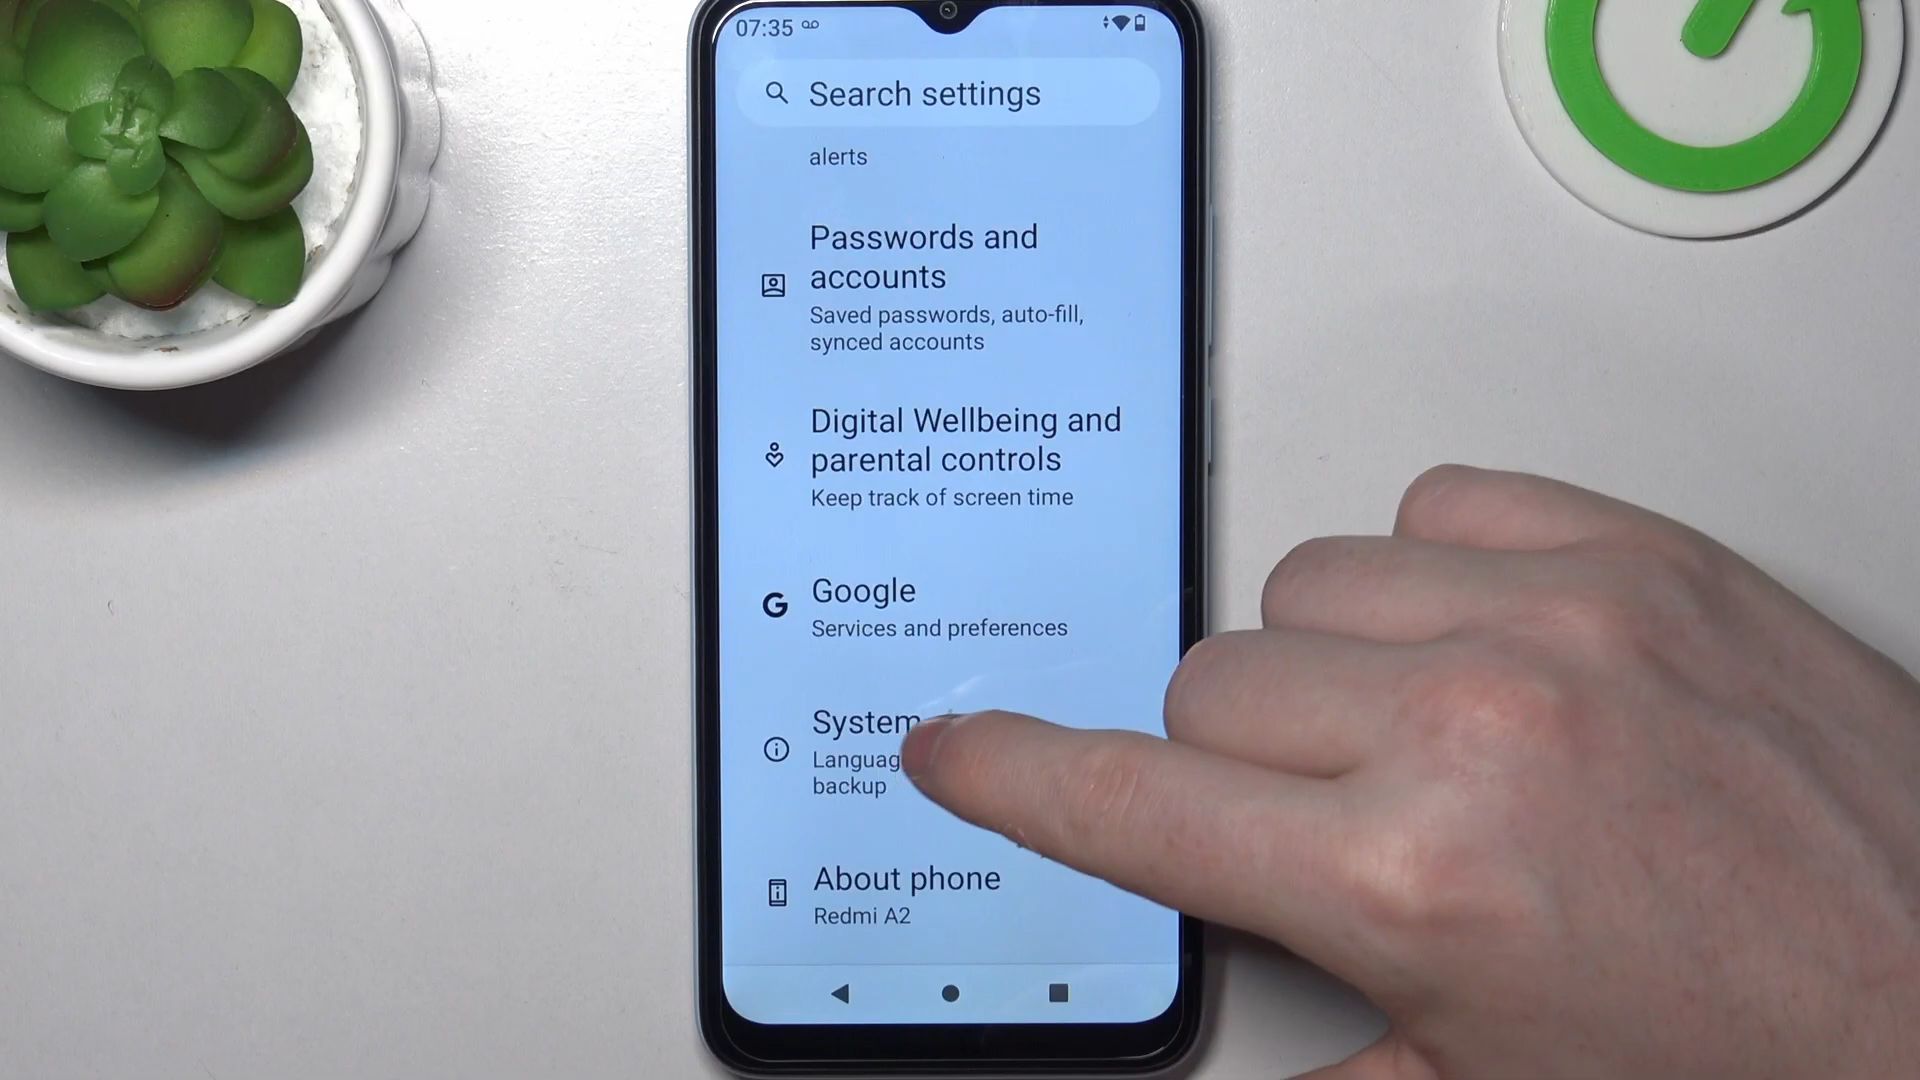 07:35
Search settings
alerts
Passwords and
accounts
Saved passwords, auto-fill,
synced accounts
Digital Wellbeing and
parental controls
Keep track of screen time
G
Google
Services and preferences
System
Languag
backup
About phone
Redmi A2